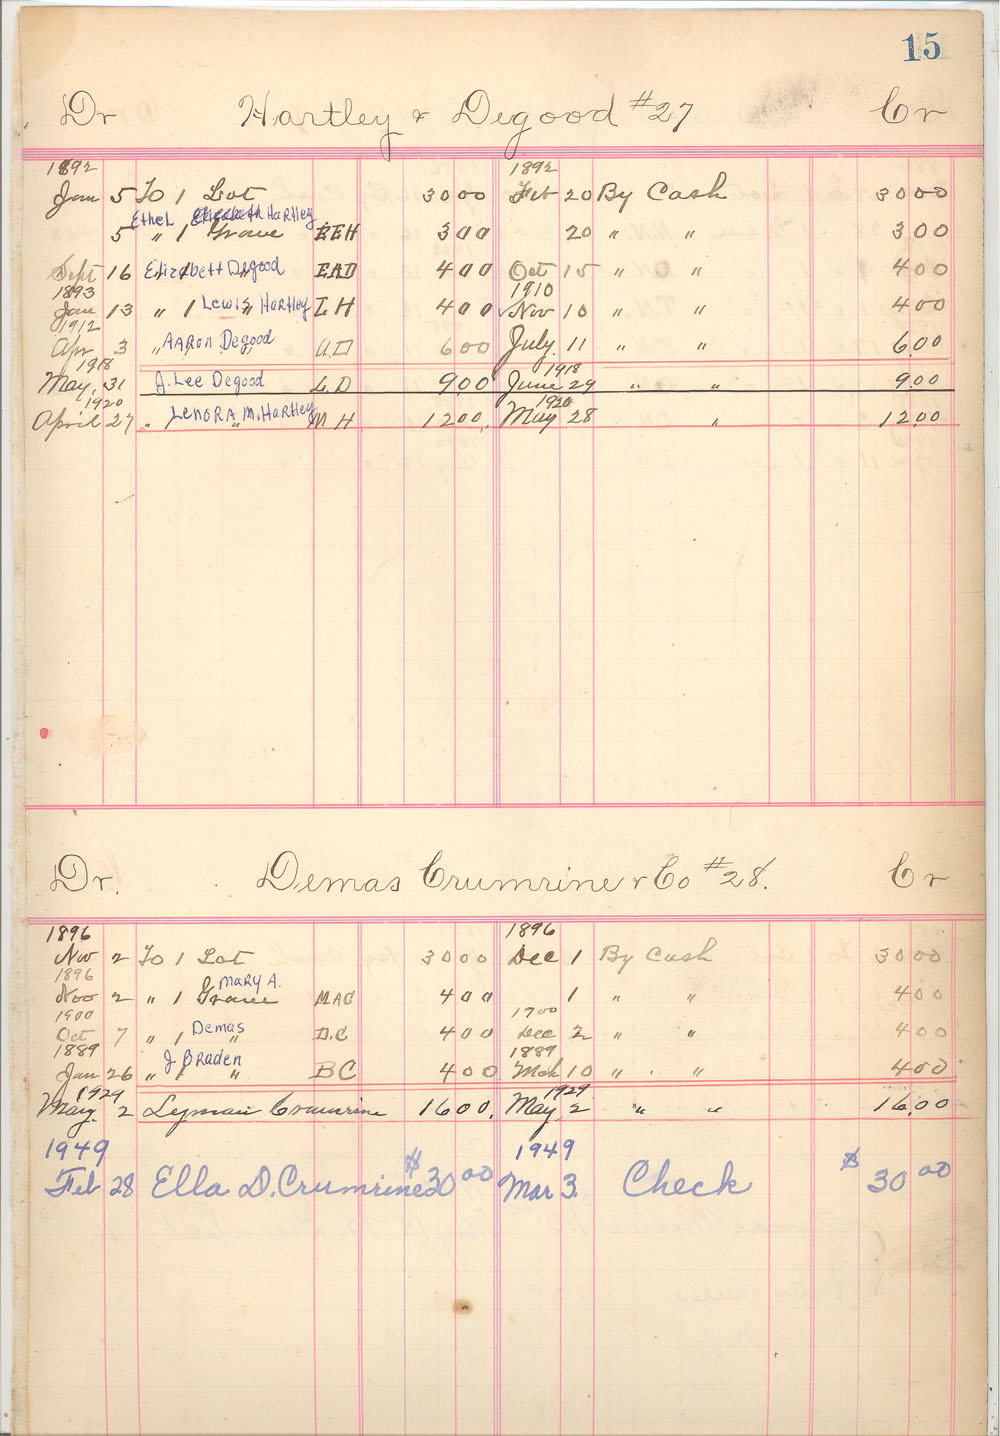 15
Dr Hartley & Degood #27 Cr
1892 1892
Jan 5 To 1 Lot 30 00 Feb 20 By Cash 30 00
Ethel Hartley
5 " 1 Grave EEH 3 00 20 " " 3 00
Sept 16 Elizabett Degood EAD 4 00 Oct 15 " " 4 00
1893 1910
Jan 13 " 1 Lewis Hartley LH 4 00 Nov 10 " " 4 00
1912
Apr 3 " Aaron Degood A.D 6 00 July 11 " " 6.00
1918 1918
May, 31 J. Lee Degood L.D 9.00 June 29 " " 9.00
1920 1920
April 27 " Lenora M. Hartley M H 12 00. May 28 " 12.00
Dr. Demas Crumrine & Co #28. Cr
1896 1896
Nov 2 To 1 Lot 30 00 Dec 1 By Cash 30 00
1896 Mary A.
Nov 2 " 1 Grave MAC 4 00 1 " " 4 00
1900 1900
Oct 7 " 1 Demas " D.C 4 00 Dec 2 " " 4 00
1889 J Braden 1889
Jan 26 " 1 " BC 4 00 Mch 10 " " 4 00
1929 1929
May. 2 Lyman Crumrine 16 00. May 2 " " 16.00
1949 1949
Feb 28 Ella D. Crumrine $30 00 Mar 3. Check $ 30 00